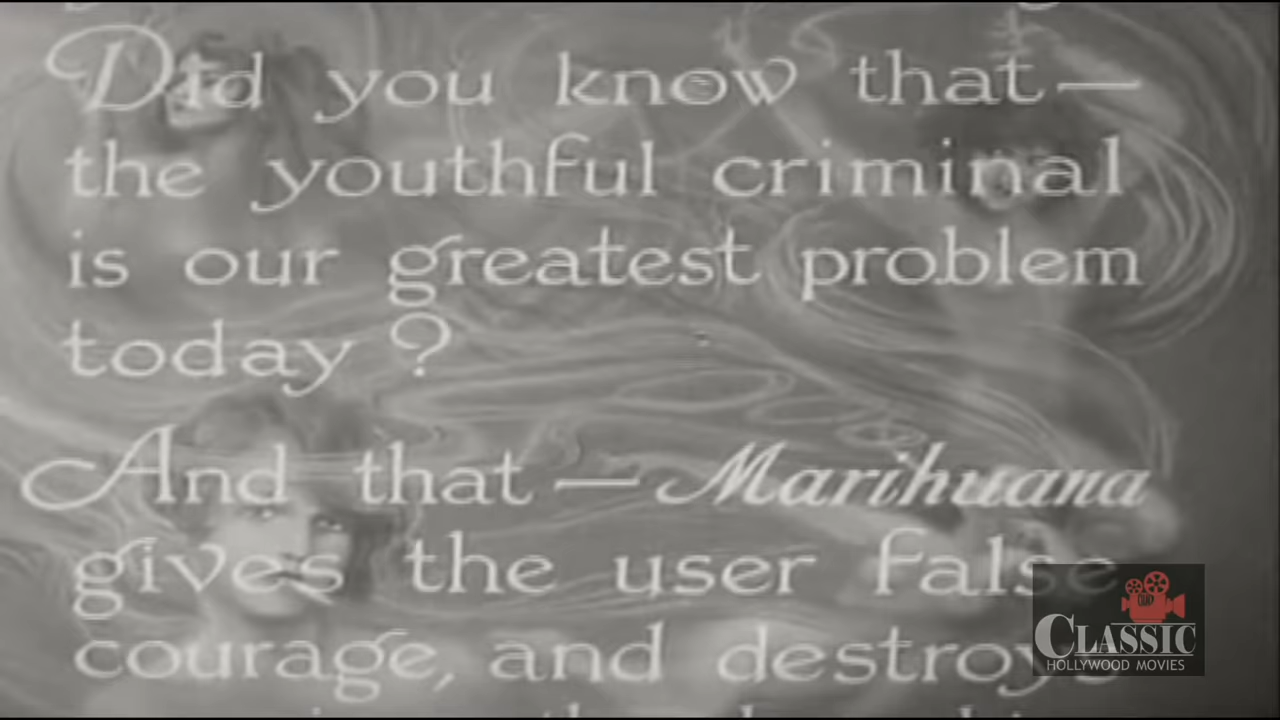 Did you know that—
the youthful criminal
is our greatest problem
today?
And that—Marihuana
gives the user false
courage, and destroys
CLASSIC
HOLLYWOOD MOVIES